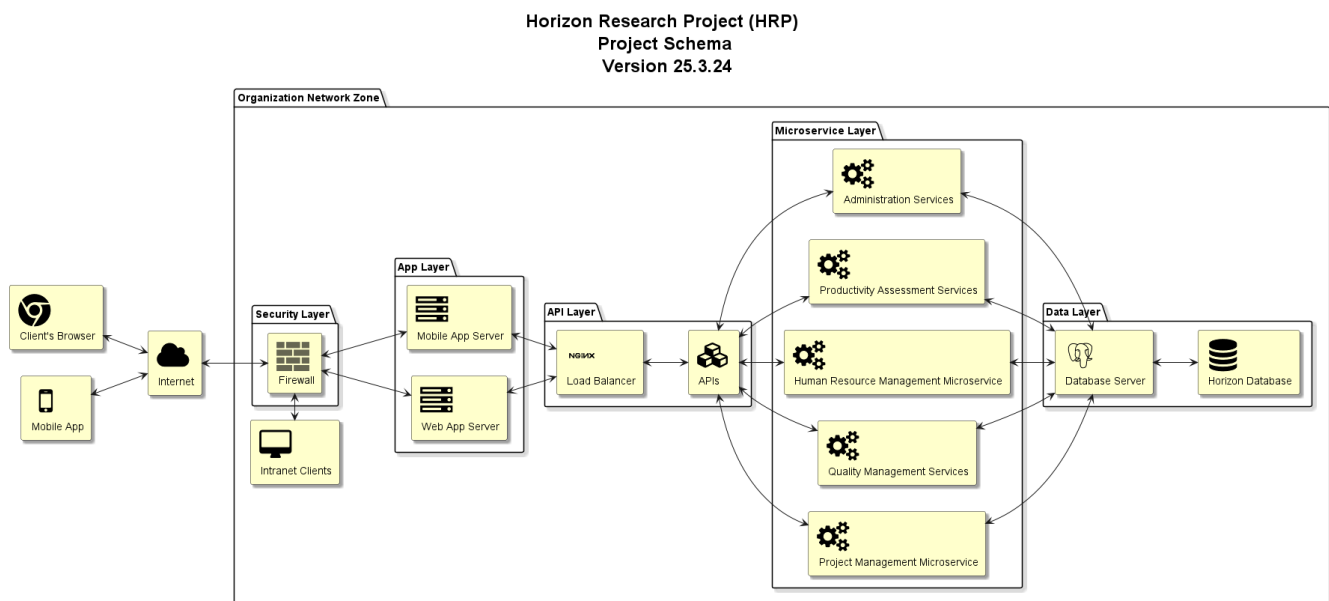 Horizon Research Project (HRP)
Project Schema
Version 25.3.24
Organization Network Zone
Microservice Layer
Administration Services
Productivity Assessment Services
Human Resource Management Microservice
Quality Management Services
Project Management Microservice
App Layer
Mobile App Server
Web App Server
Security Layer
Firewall
Intranet Clients
API Layer
NGINX
Load Balancer
APIs
Data Layer
Database Server
Horizon Database
Client's Browser
Internet
Mobile App